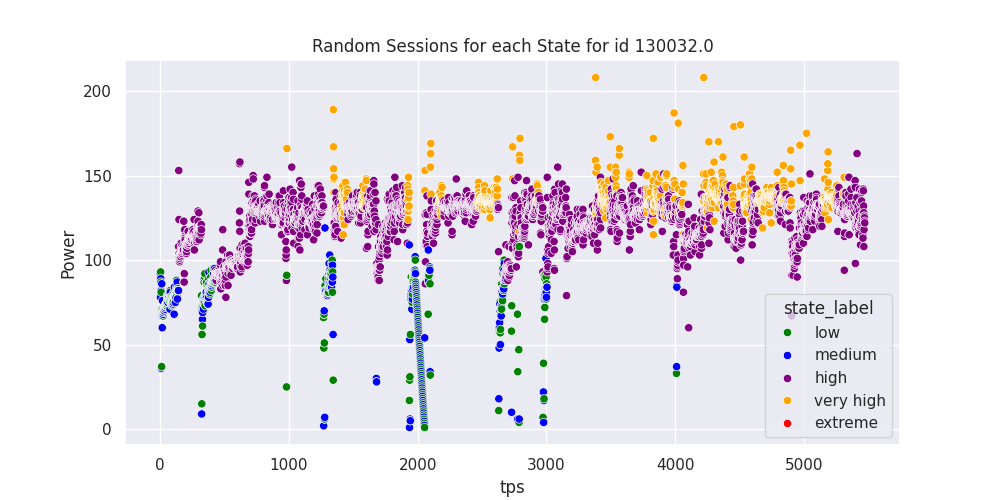 Random Sessions for each State for id 130032.0
Power
200
150
100
50
0
0 1000 2000 3000 4000 5000
tps
state_label
low
medium
high
very high
extreme